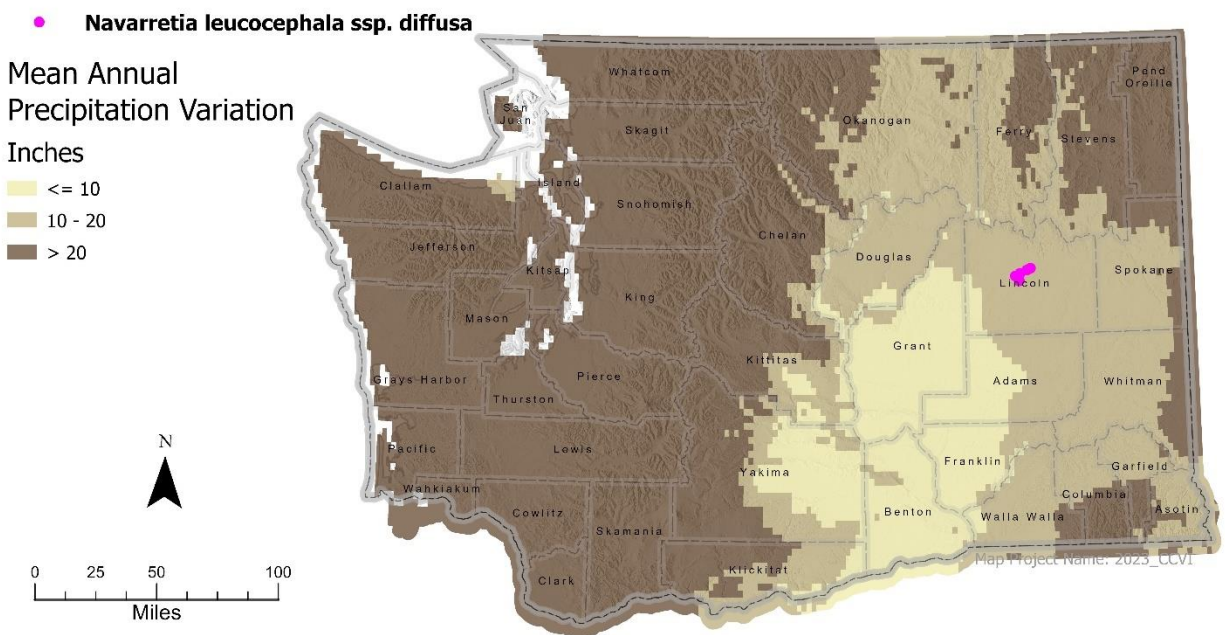 Navarretia leucocephala ssp. diffusa
Mean Annual
Precipitation Variation
Inches
<= 10
10 - 20
> 20
Whatcom
Pend
Oreille
San
Juan
Skagit
Okanogan
Ferry
Stevens
Clallam
Island
Snohomish
Chelan
Jefferson
Kitsap
Douglas
Spokane
Lincoln
King
Mason
Grant
Kittitas
Grays Harbor
Pierce
Adams
Whitman
Thurston
Pacific
Lewis
Yakima
Franklin
Garfield
Wahkiakum
Columbia
Cowlitz
Benton
Walla Walla
Asotin
Skamania
Clark
Klickitat
Map Project Name: 2023_CCVI
N
0 25 50 100
Miles